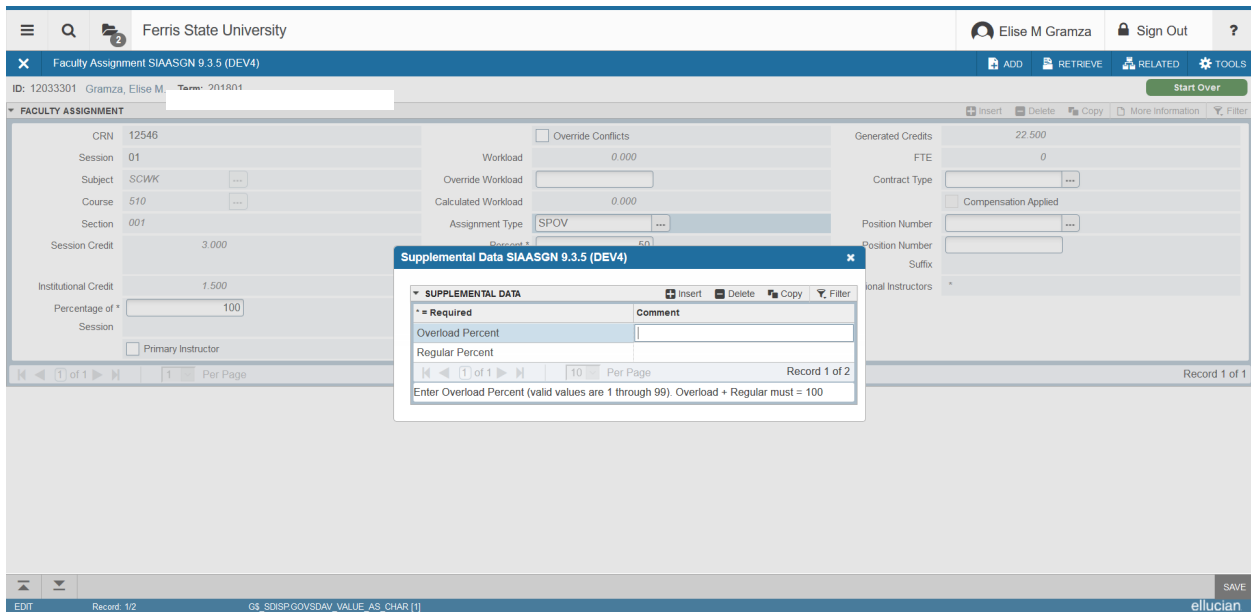 Ferris State University
2
Elise M Gramza
Sign Out
?
Faculty Assignment SIAASGN 9.3.5 (DEV4)
ADD
RETRIEVE
RELATED
TOOLS
ID: 12033301 Gramza, Elise M. Term: 201801
Start Over
FACULTY ASSIGNMENT
Insert
Delete
Copy
More Information
Filter
CRN 12546
Override Conflicts
Generated Credits 22.500
Session 01
Workload 0.000
FTE 0
Subject SCWK ...
Override Workload
Contract Type ...
Course 510 ...
Calculated Workload 0.000
Compensation Applied
Section 001
Assignment Type SPOV ...
Position Number ...
Session Credit 3.000
Percent * 50
Position Number
Suffix
Institutional Credit 1.500
onal Instructors *
Percentage of * 100
Session
Primary Instructor
1 of 1
1 Per Page
Record 1 of 1
Supplemental Data SIAASGN 9.3.5 (DEV4)
SUPPLEMENTAL DATA
Insert
Delete
Copy
Filter
* = Required
Comment
Overload Percent
Regular Percent
1 of 1
10 Per Page
Record 1 of 2
Enter Overload Percent (valid values are 1 through 99). Overload + Regular must = 100
SAVE
EDIT
Record: 1/2
G$_SDISP.GOVSDAV_VALUE_AS_CHAR [1]
ellucian